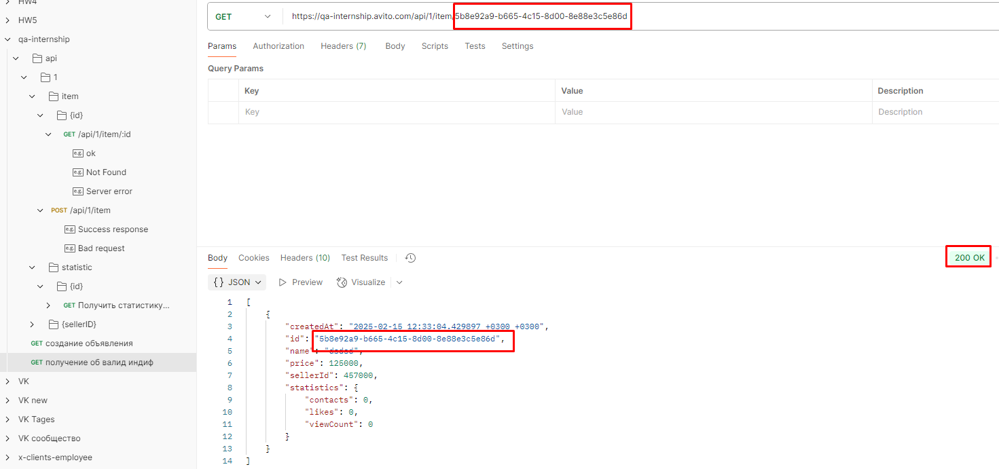 HW4
HW5
qa-internship
api
1
item
{id}
GET /api/1/item/:id
e.g. ok
e.g. Not Found
e.g. Server error
POST /api/1/item
e.g. Success response
e.g. Bad request
statistic
{id}
GET Получить статистику...
{sellerID}
GET создание объявления
GET получение об валид индиф
VK
VK new
VK Tages
VK сообщество
x-clients-employee
GET https://qa-internship.avito.com/api/1/item/5b8e92a9-b665-4c15-8d00-8e88e3c5e86d
Params Authorization Headers (7) Body Scripts Tests Settings
Query Params
Key Value Description
Key Value Description
Body Cookies Headers (10) Test Results 200 OK
{} JSON Preview Visualize
1 [
2 {
3 "createdAt": "2025-02-15 12:33:04.429897 +0300 +0300",
4 "id": "5b8e92a9-b665-4c15-8d00-8e88e3c5e86d",
5 "name": "dsdsd",
6 "price": 125000,
7 "sellerId": 457000,
8 "statistics": {
9 "contacts": 0,
10 "likes": 0,
11 "viewCount": 0
12 }
13 }
14 ]